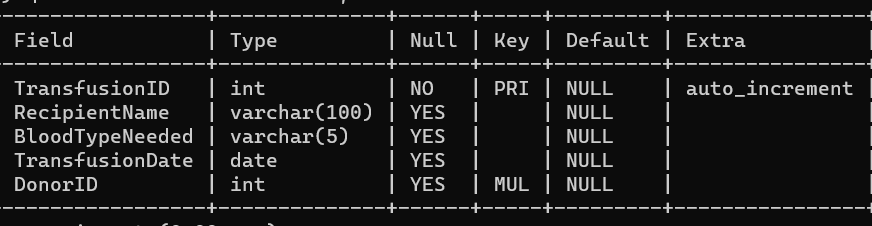 Field | Type | Null | Key | Default | Extra |
TransfusionID | int | NO | PRI | NULL | auto_increment |
RecipientName | varchar(100) | YES | | NULL | |
BloodTypeNeeded | varchar(5) | YES | | NULL | |
TransfusionDate | date | YES | | NULL | |
DonorID | int | YES | MUL | NULL | |